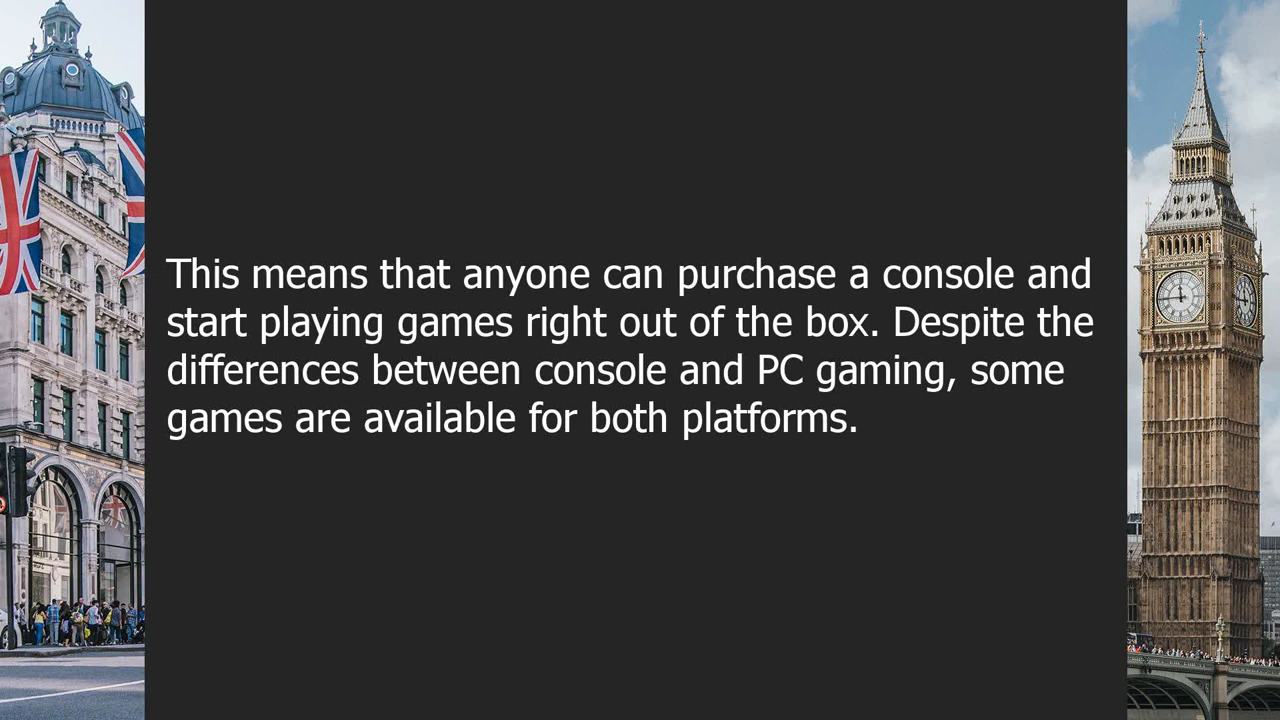 This means that anyone can purchase a console and
start playing games right out of the box. Despite the
differences between console and PC gaming, some
games are available for both platforms.